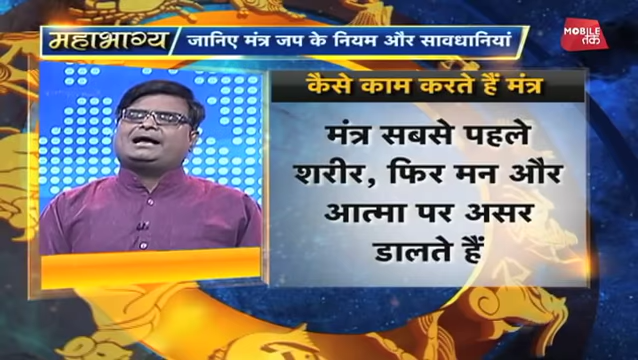 महाभाग्य
जानिए मंत्र जप के नियम और सावधानियां
MOBILE
तक
कैसे काम करते हैं मंत्र
मंत्र सबसे पहले
शरीर, फिर मन और
आत्मा पर असर
डालते हैं